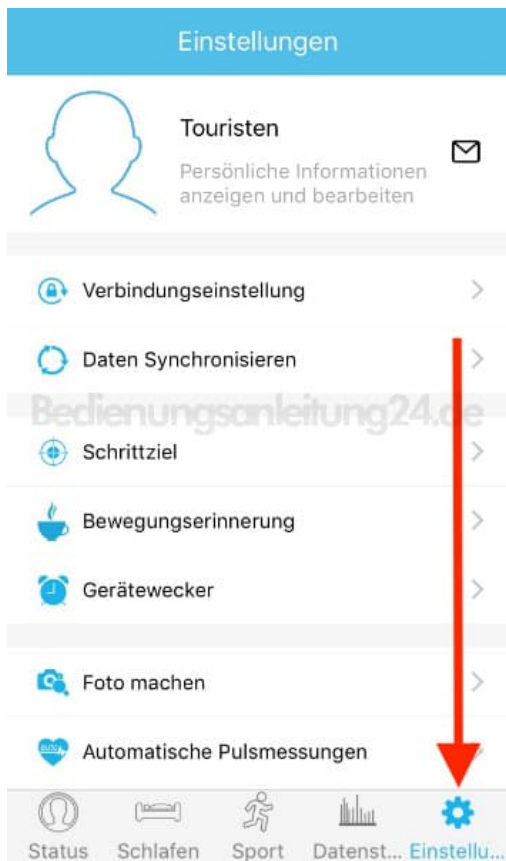 Einstellungen
Touristen
Persönliche Informationen
anzeigen und bearbeiten
Verbindungseinstellung
Daten Synchronisieren
Bedienungsanleitung24.de
Schrittziel
Bewegungserinnerung
Gerätewecker
Foto machen
Automatische Pulsmessungen
Status Schlafen Sport Datenst... Einstellu...